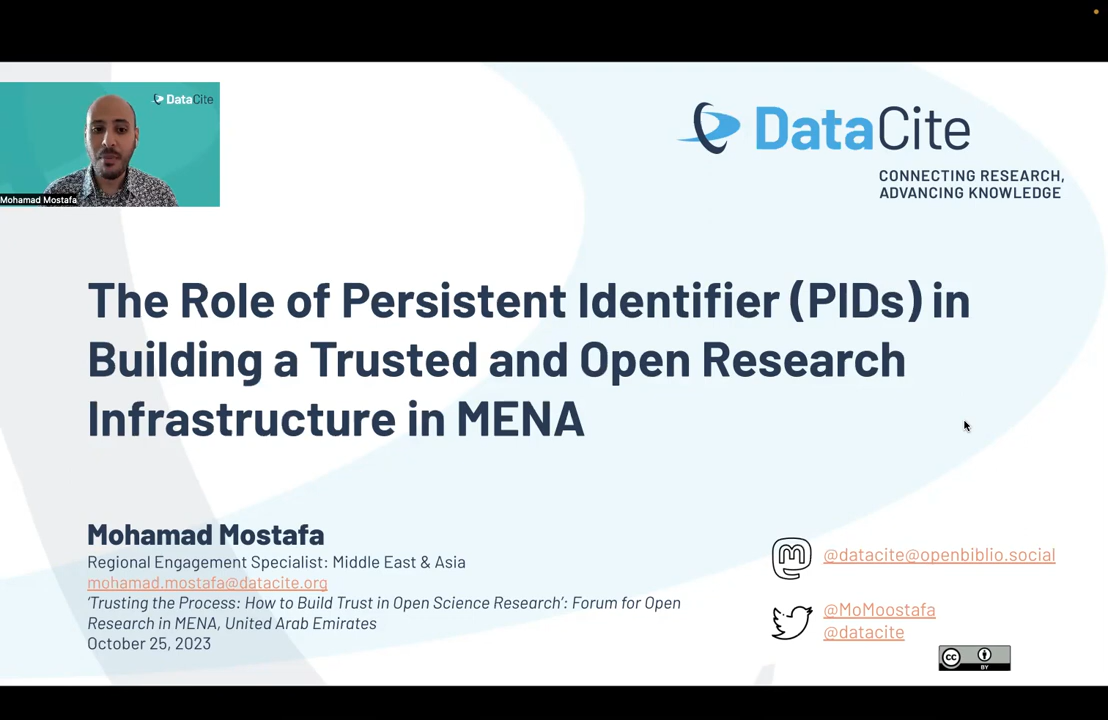 DataCite
Mohamad Mostafa
DataCite
CONNECTING RESEARCH,
ADVANCING KNOWLEDGE
The Role of Persistent Identifier (PIDs) in
Building a Trusted and Open Research
Infrastructure in MENA
Mohamad Mostafa
Regional Engagement Specialist: Middle East & Asia
mohamad.mostafa@datacite.org
‘Trusting the Process: How to Build Trust in Open Science Research’: Forum for Open
Research in MENA, United Arab Emirates
October 25, 2023
@datacite@openbiblio.social
@MoMoostafa
@datacite
cc
BY